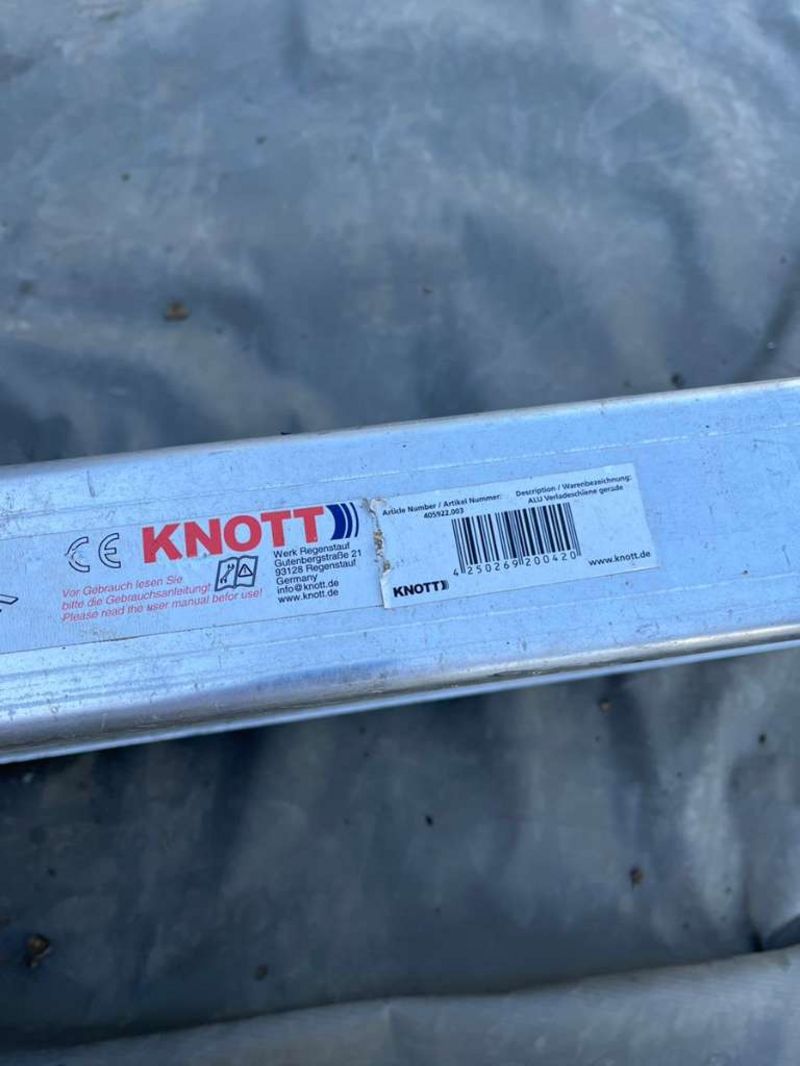 CE
KNOTT
Vor Gebrauch lesen Sie
bitte die Gebrauchsanleitung!
Please read the user manual befor use!
Werk Regenstauf
Gutenbergstraße 21
93128 Regenstauf
Germany
info@knott.de
www.knott.de
Article Number / Artikel Nummer:
405922.003
Description / Warenbezeichnung:
ALU Verladeschiene gerade
4 250269 200420
KNOTT
www.knott.de